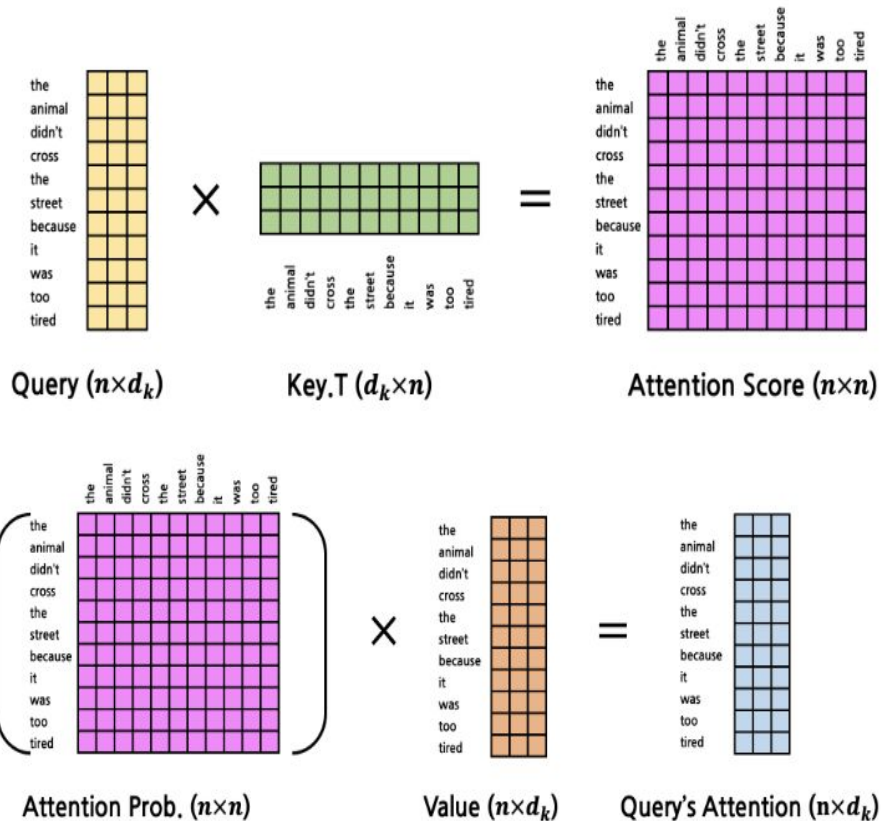 the animal didn't cross the street because it was too tired
the
animal
didn't
cross
the
street
because
it
was
too
tired
×
the animal didn't cross the street because it was too tired
=
the
animal
didn't
cross
the
street
because
it
was
too
tired
Query (n×d_k)
Key.T (d_k×n)
Attention Score (n×n)
the animal didn't cross the street because it was too tired
the
animal
didn't
cross
the
street
because
it
was
too
tired
×
the
animal
didn't
cross
the
street
because
it
was
too
tired
=
the
animal
didn't
cross
the
street
because
it
was
too
tired
Attention Prob. (n×n)
Value (n×d_k)
Query's Attention (n×d_k)